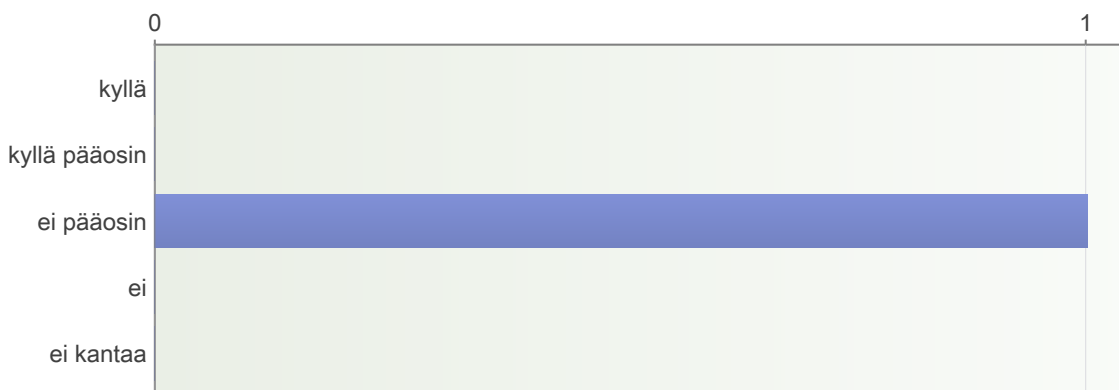 0 1
kyllä
kyllä pääosin
ei pääosin
ei
ei kantaa